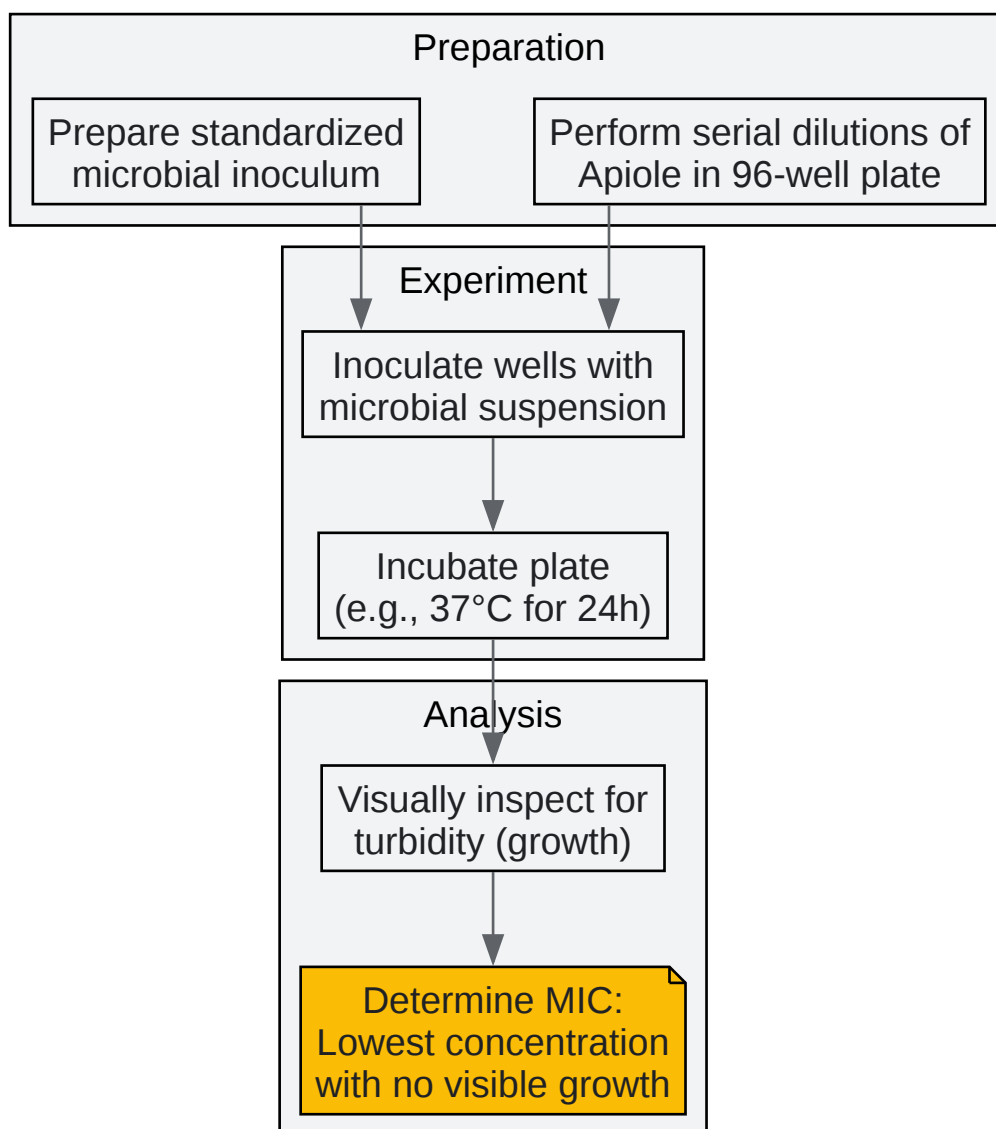 Preparation
Prepare standardized
microbial inoculum
Perform serial dilutions of
Apiole in 96-well plate
Experiment
Inoculate wells with
microbial suspension
Incubate plate
(e.g., 37°C for 24h)
Analysis
Visually inspect for
turbidity (growth)
Determine MIC:
Lowest concentration
with no visible growth